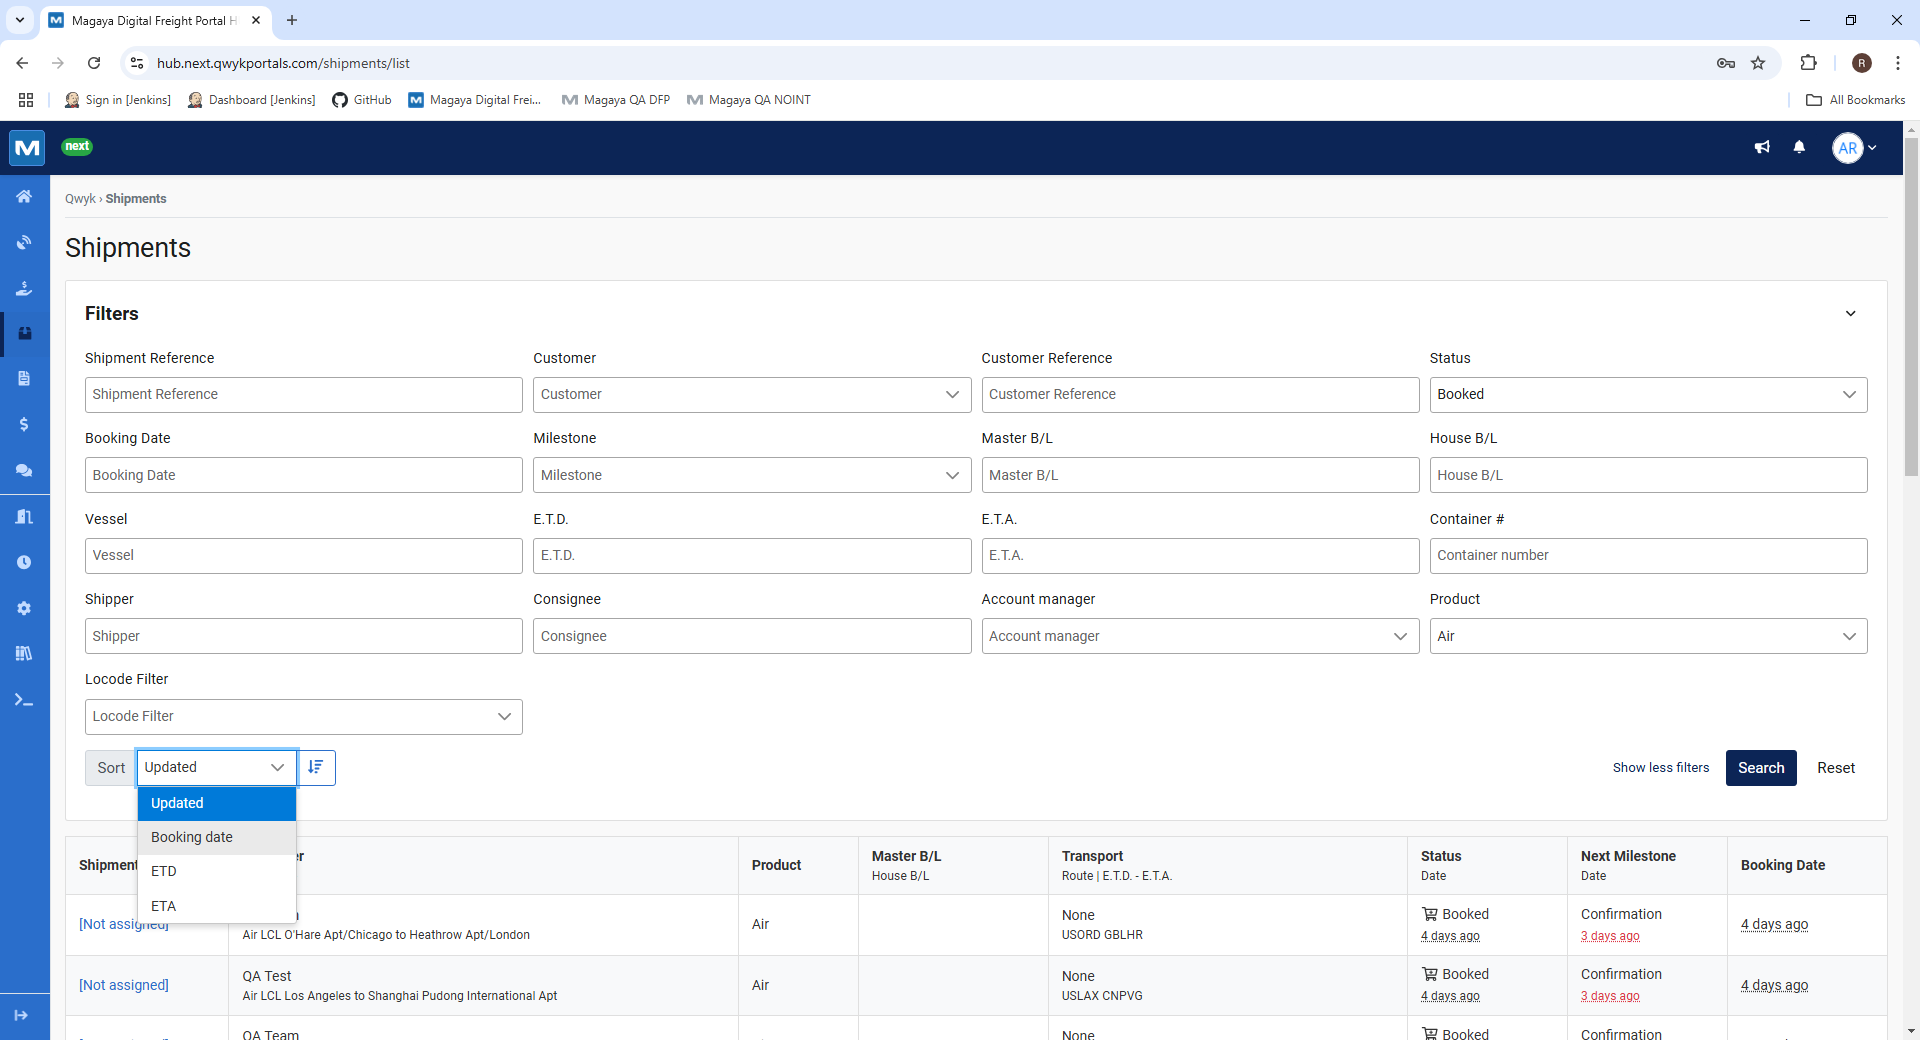 Magaya Digital Freight Portal H
hub.next.qwykportals.com/shipments/list
R
Sign in [Jenkins]
Dashboard [Jenkins]
GitHub
Magaya Digital Frei...
Magaya QA DFP
Magaya QA NOINT
All Bookmarks
next
AR
Qwyk › Shipments
Shipments
Filters
Shipment Reference
Customer
Customer Reference
Status
Shipment Reference
Customer
Customer Reference
Booked
Booking Date
Milestone
Master B/L
House B/L
Booking Date
Milestone
Master B/L
House B/L
Vessel
E.T.D.
E.T.A.
Container #
Vessel
E.T.D.
E.T.A.
Container number
Shipper
Consignee
Account manager
Product
Shipper
Consignee
Account manager
Air
Locode Filter
Locode Filter
Sort
Updated
Show less filters
Search
Reset
Updated
Booking date
ETD
ETA
Shipment
Product
Master B/L
House B/L
Transport
Route | E.T.D. - E.T.A.
Status
Date
Next Milestone
Date
Booking Date
[Not assigned]
Air LCL O'Hare Apt/Chicago to Heathrow Apt/London
Air
None
USORD GBLHR
Booked
4 days ago
Confirmation
3 days ago
4 days ago
[Not assigned]
QA Test
Air LCL Los Angeles to Shanghai Pudong International Apt
Air
None
USLAX CNPVG
Booked
4 days ago
Confirmation
3 days ago
4 days ago
QA Team
None
Booked
Confirmation